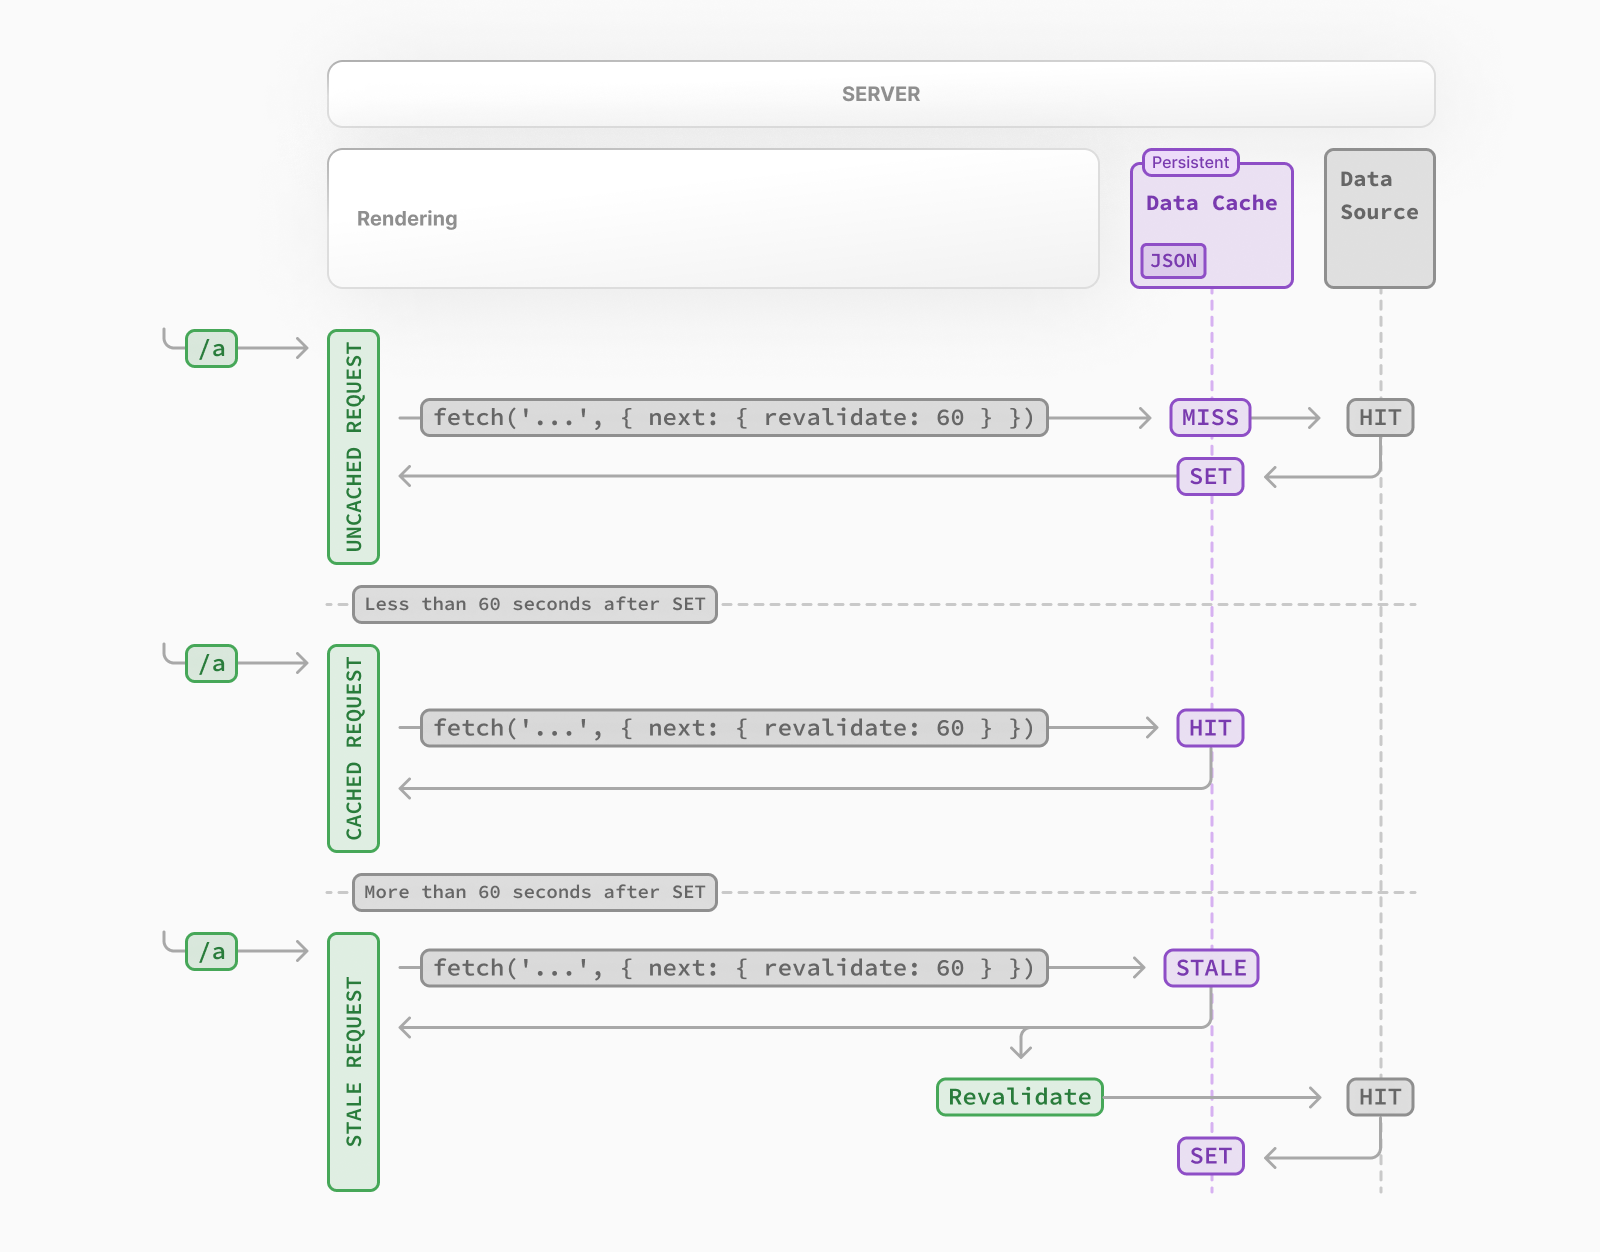 SERVER
Rendering
Persistent
Data Cache
JSON
Data
Source
/a
UNCACHED REQUEST
fetch('...', { next: { revalidate: 60 } })
MISS
HIT
SET
Less than 60 seconds after SET
/a
CACHED REQUEST
fetch('...', { next: { revalidate: 60 } })
HIT
More than 60 seconds after SET
/a
STALE REQUEST
fetch('...', { next: { revalidate: 60 } })
STALE
Revalidate
HIT
SET